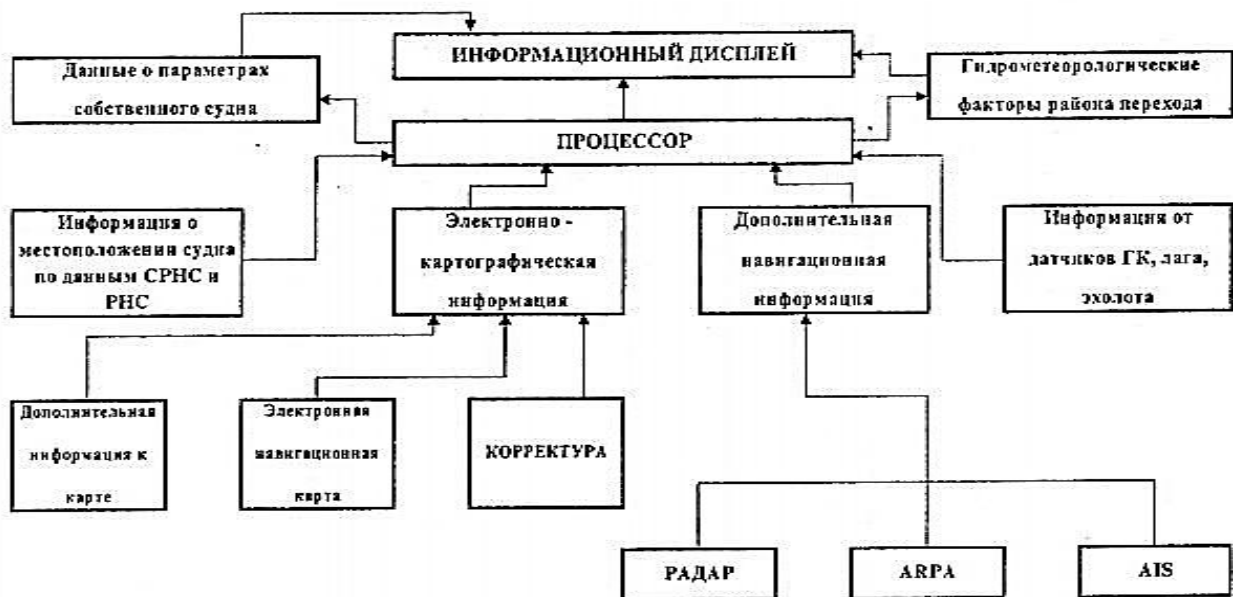 ИНФОРМАЦИОННЫЙ ДИСПЛЕЙ
Данные о параметрах
собственного судна
Гидрометеорологические
факторы района перехода
ПРОЦЕССОР
Информация о
местоположении судна
по данным СРНС и
РНС
Электронно -
картографическая
информация
Дополнительная
навигационная
информация
Информация от
датчиков ГК, лага,
эхолота
Дополнительная
информация к
карте
Электронная
навигационная
карта
КОРРЕКТУРА
РАДАР
ARPA
AIS